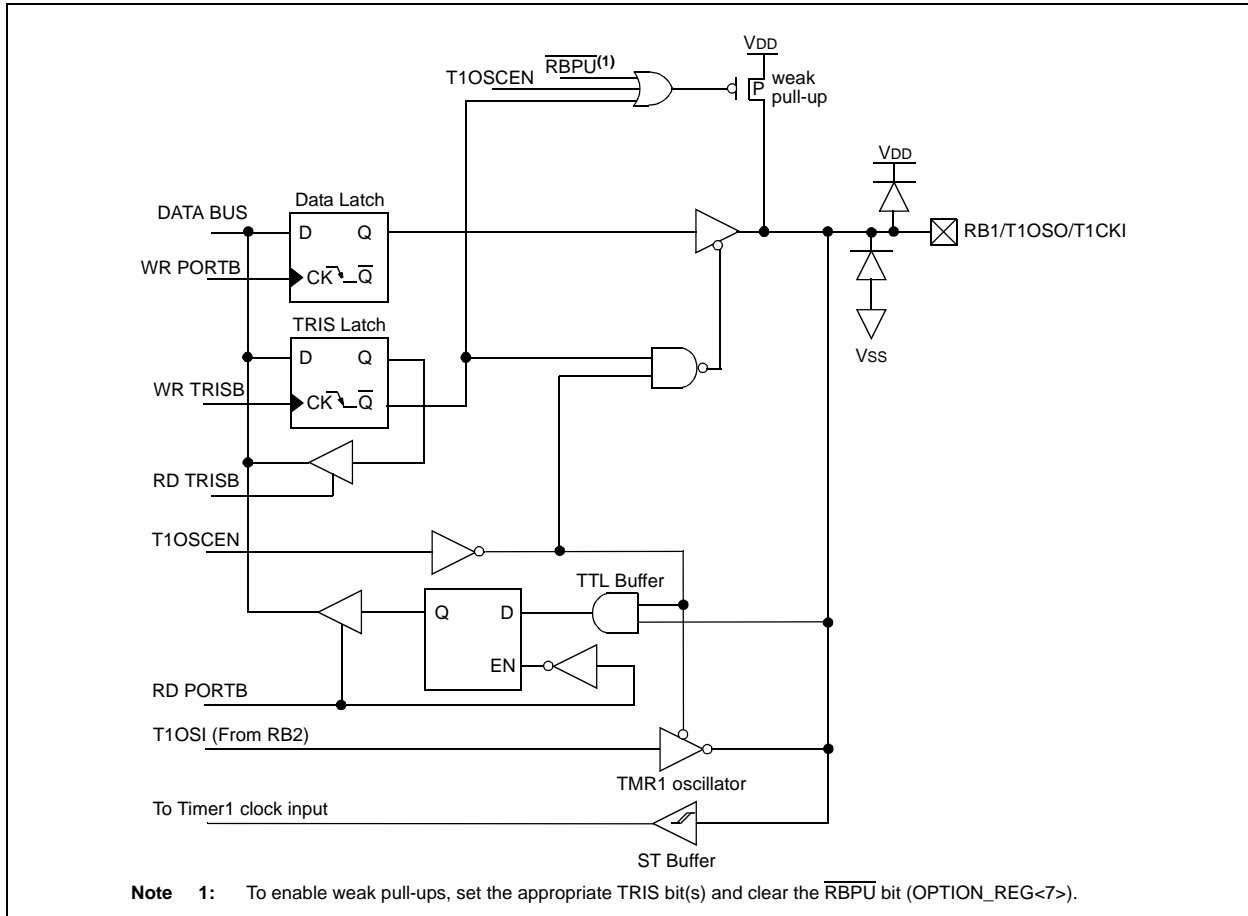 VDD
RBPU(1)
T1OSCEN
P
weak
pull-up
VDD
Data Latch
DATA BUS
D Q
RB1/T1OSO/T1CKI
WR PORTB
CK Q
TRIS Latch
VSS
D Q
WR TRISB
CK Q
RD TRISB
T1OSCEN
TTL Buffer
Q D
EN
RD PORTB
T1OSI (From RB2)
TMR1 oscillator
To Timer1 clock input
ST Buffer
Note 1: To enable weak pull-ups, set the appropriate TRIS bit(s) and clear the RBPU bit (OPTION_REG<7>).